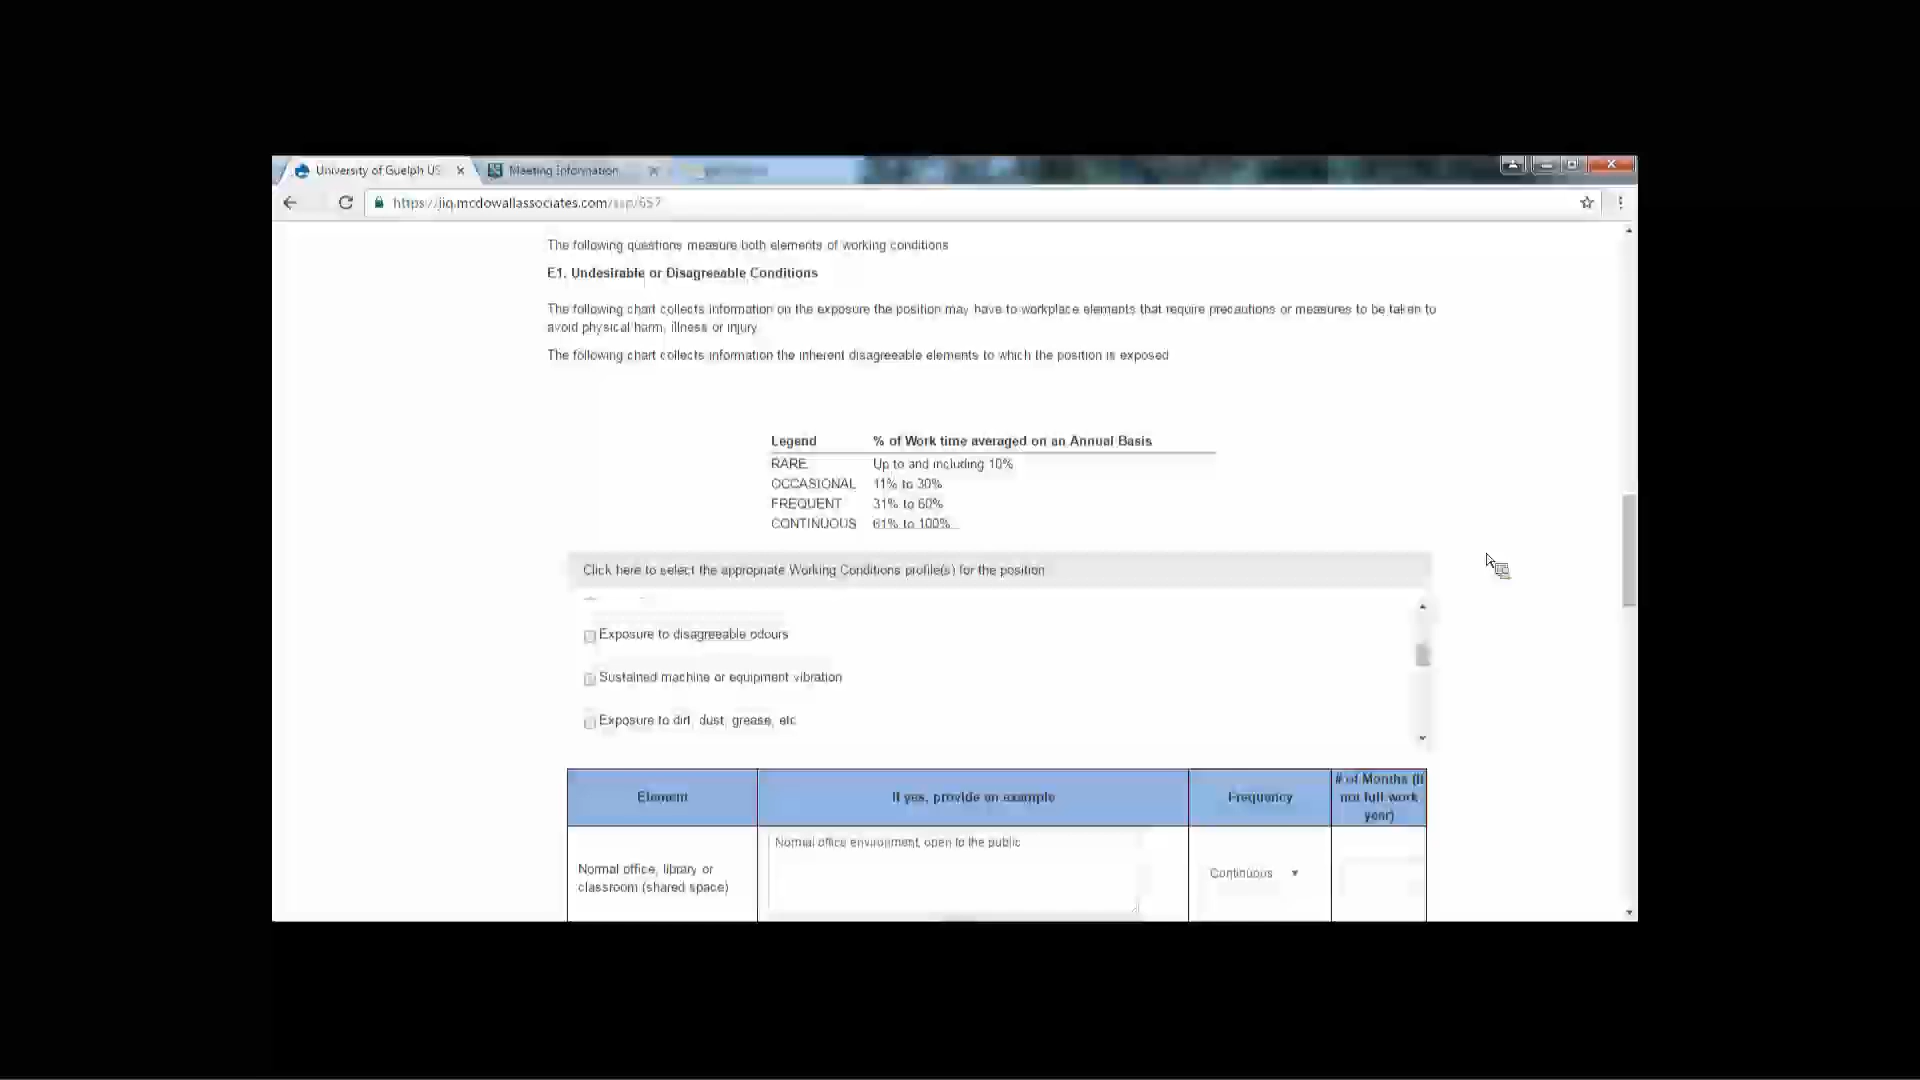 University of Guelph US
Meeting Information
https://jiq.mcdowallassociates.com/ssp/657
The following questions measure both elements of working conditions
E1. Undesirable or Disagreeable Conditions
The following chart collects information on the exposure the position may have to workplace elements that require precautions or measures to be taken to
avoid physical harm, illness or injury
The following chart collects information the inherent disagreeable elements to which the position is exposed
Legend % of Work time averaged on an Annual Basis
RARE Up to and including 10%
OCCASIONAL 11% to 30%
FREQUENT 31% to 60%
CONTINUOUS 61% to 100%
Click here to select the appropriate Working Conditions profile(s) for the position
Exposure to disagreeable odours
Sustained machine or equipment vibration
Exposure to dirt, dust, grease, etc
Element If yes, provide an example Frequency # of Months (If
not full work
year)
Normal office environment, open to the public
Normal office, library or
classroom (shared space)
Continuous